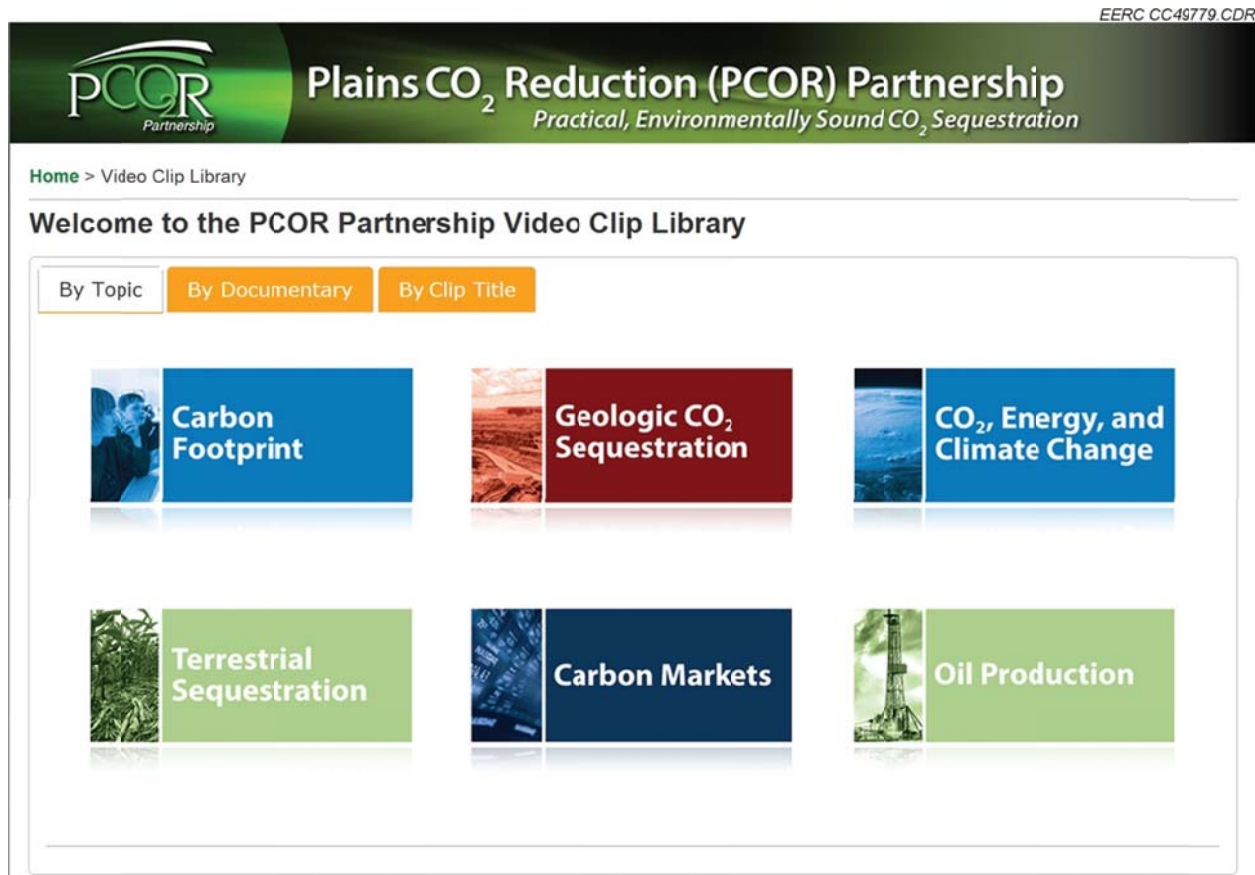 EERC CC49779.CDR
PCO2R
Partnership
Plains CO₂ Reduction (PCOR) Partnership
Practical, Environmentally Sound CO₂ Sequestration
Home > Video Clip Library
Welcome to the PCOR Partnership Video Clip Library
By Topic By Documentary By Clip Title
Carbon
Footprint
Geologic CO₂
Sequestration
CO₂, Energy, and
Climate Change
Terrestrial
Sequestration
Carbon Markets
Oil Production